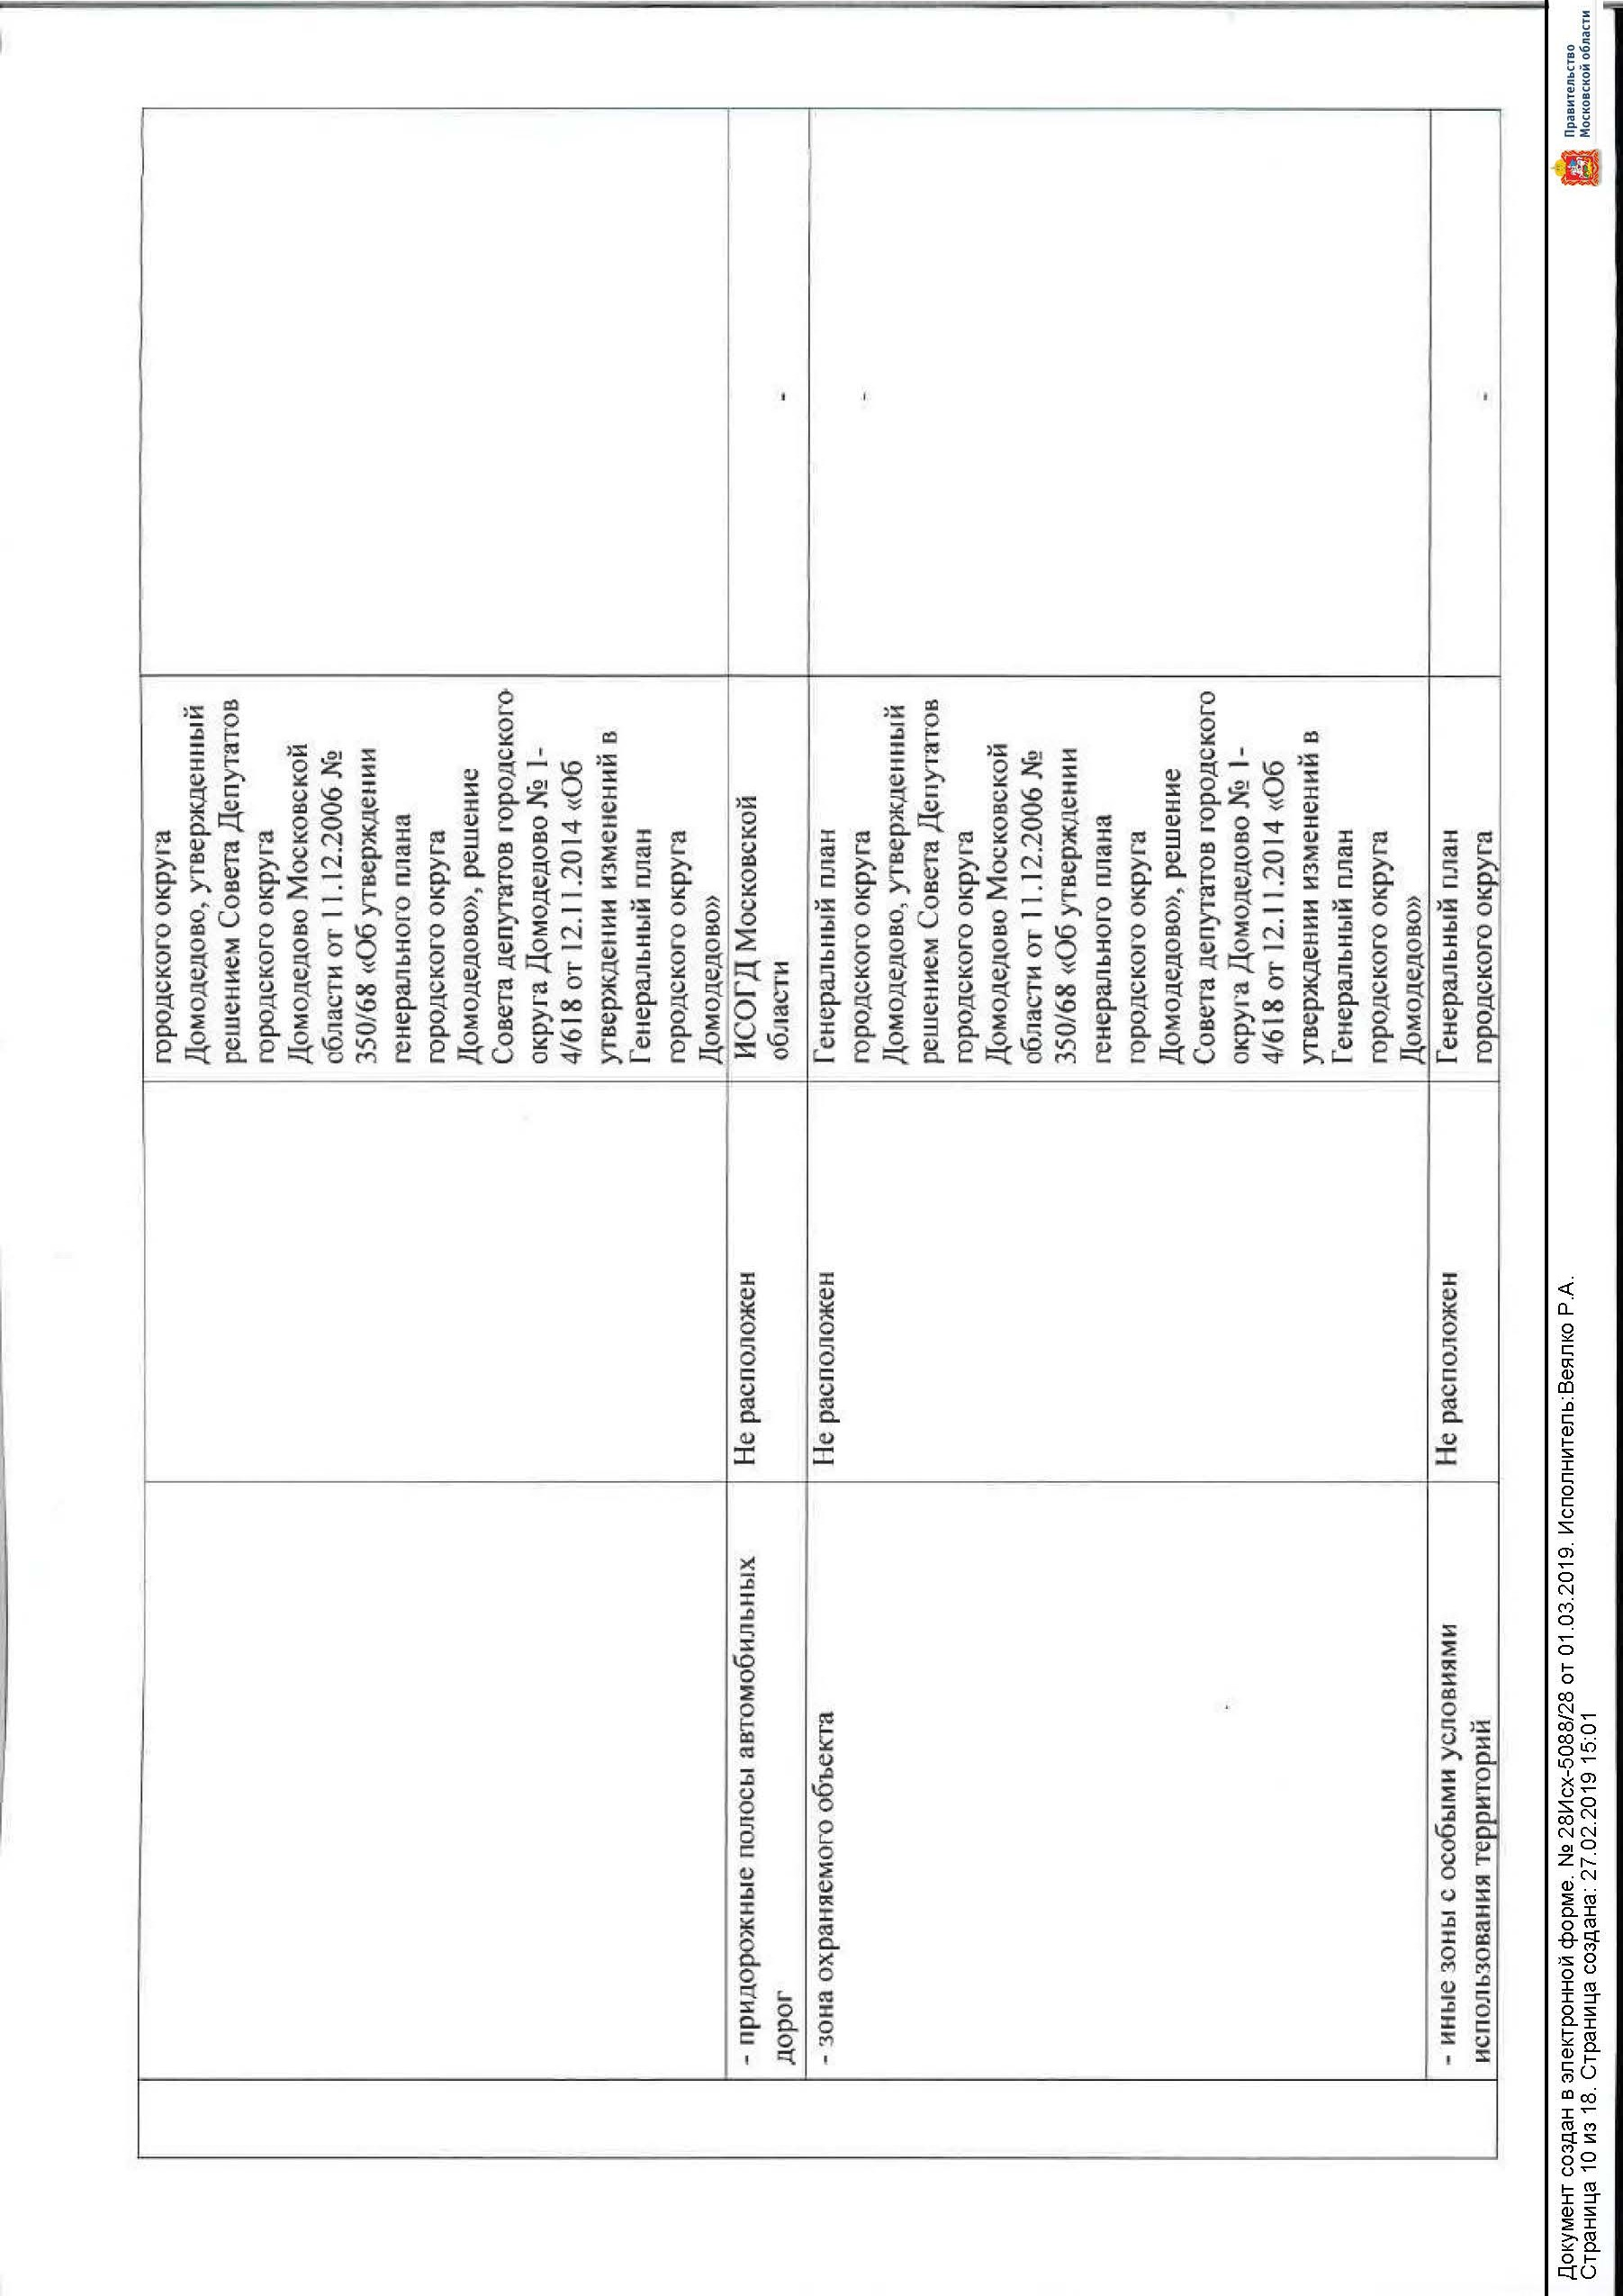 городского округа
Домодедово, утвержденный
решением Совета Депутатов
городского округа
Домодедово Московской
области от 11.12.2006 №
350/68 «Об утверждении
генерального плана
городского округа
Домодедово», решение
Совета депутатов городского
округа Домодедово № 1-
4/618 от 12.11.2014 «Об
утверждении изменений в
Генеральный план
городского округа
Домодедово»
- придорожные полосы автомобильных
дорог
Не расположен
ИСОГД Московской
области
-
- зона охраняемого объекта
Не расположен
Генеральный план
городского округа
Домодедово, утвержденный
решением Совета Депутатов
городского округа
Домодедово Московской
области от 11.12.2006 №
350/68 «Об утверждении
генерального плана
городского округа
Домодедово», решение
Совета депутатов городского
округа Домодедово № 1-
4/618 от 12.11.2014 «Об
утверждении изменений в
Генеральный план
городского округа
Домодедово»
-
- иные зоны с особыми условиями
использования территорий
Не расположен
Генеральный план
городского округа
-
Документ создан в электронной форме. № 28Исх-5088/28 от 01.03.2019. Исполнитель:Веялко Р.А.
Страница 10 из 18. Страница создана: 27.02.2019 15:01
Правительство
Московской области